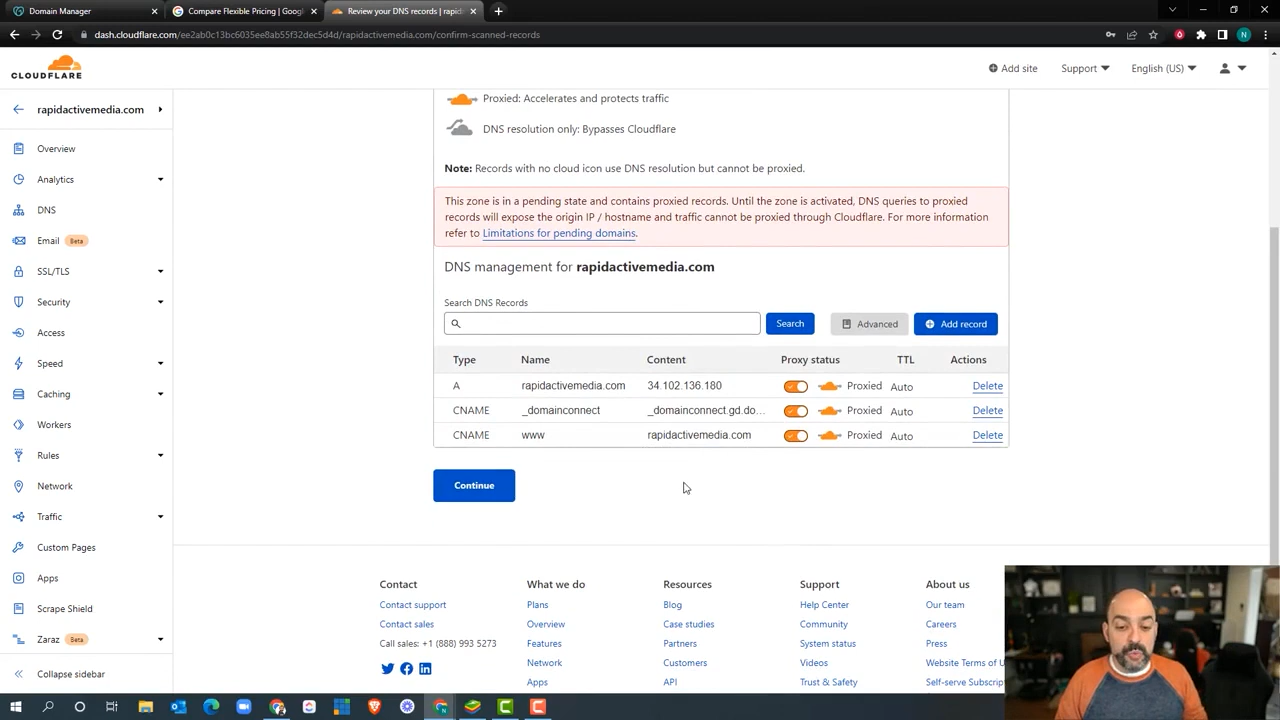 Domain Manager
Compare Flexible Pricing | Google
Review your DNS records | rapid
dash.cloudflare.com/ee2ab0c13bc6035ee8ab55f32dec5d4d/rapidactivemedia.com/confirm-scanned-records
N
CLOUDFLARE
Add site
Support
English (US)
rapidactivemedia.com
Overview
Analytics
DNS
Email Beta
SSL/TLS
Security
Access
Speed
Caching
Workers
Rules
Network
Traffic
Custom Pages
Apps
Scrape Shield
Zaraz Beta
Collapse sidebar
Proxied: Accelerates and protects traffic
DNS resolution only: Bypasses Cloudflare
Note: Records with no cloud icon use DNS resolution but cannot be proxied.
This zone is in a pending state and contains proxied records. Until the zone is activated, DNS queries to proxied
records will expose the origin IP / hostname and traffic cannot be proxied through Cloudflare. For more information
refer to Limitations for pending domains.
DNS management for rapidactivemedia.com
Search DNS Records
Search
Advanced
Add record
Type Name Content Proxy status TTL Actions
A rapidactivemedia.com 34.102.136.180 Proxied Auto Delete
CNAME _domainconnect _domainconnect.gd.do... Proxied Auto Delete
CNAME www rapidactivemedia.com Proxied Auto Delete
Continue
Contact
Contact support
Contact sales
Call sales: +1 (888) 993 5273
What we do
Plans
Overview
Features
Network
Apps
Resources
Blog
Case studies
Partners
Customers
API
Support
Help Center
Community
System status
Videos
Trust & Safety
About us
Our team
Careers
Press
Website Terms of U
Self-serve Subscrip